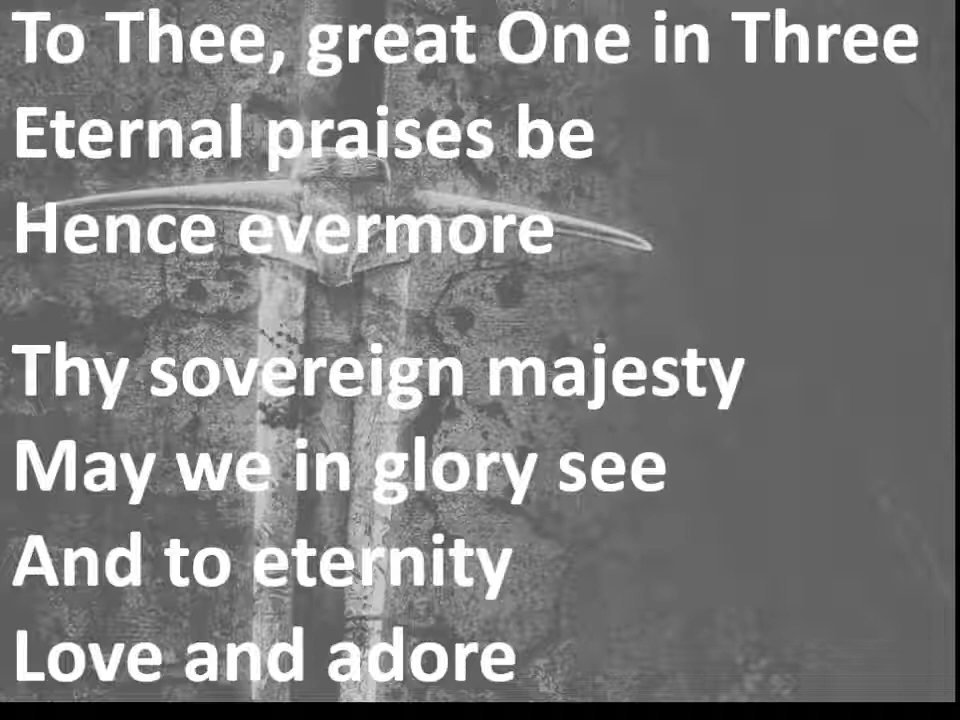 To Thee, great One in Three
Eternal praises be
Hence evermore
Thy sovereign majesty
May we in glory see
And to eternity
Love and adore